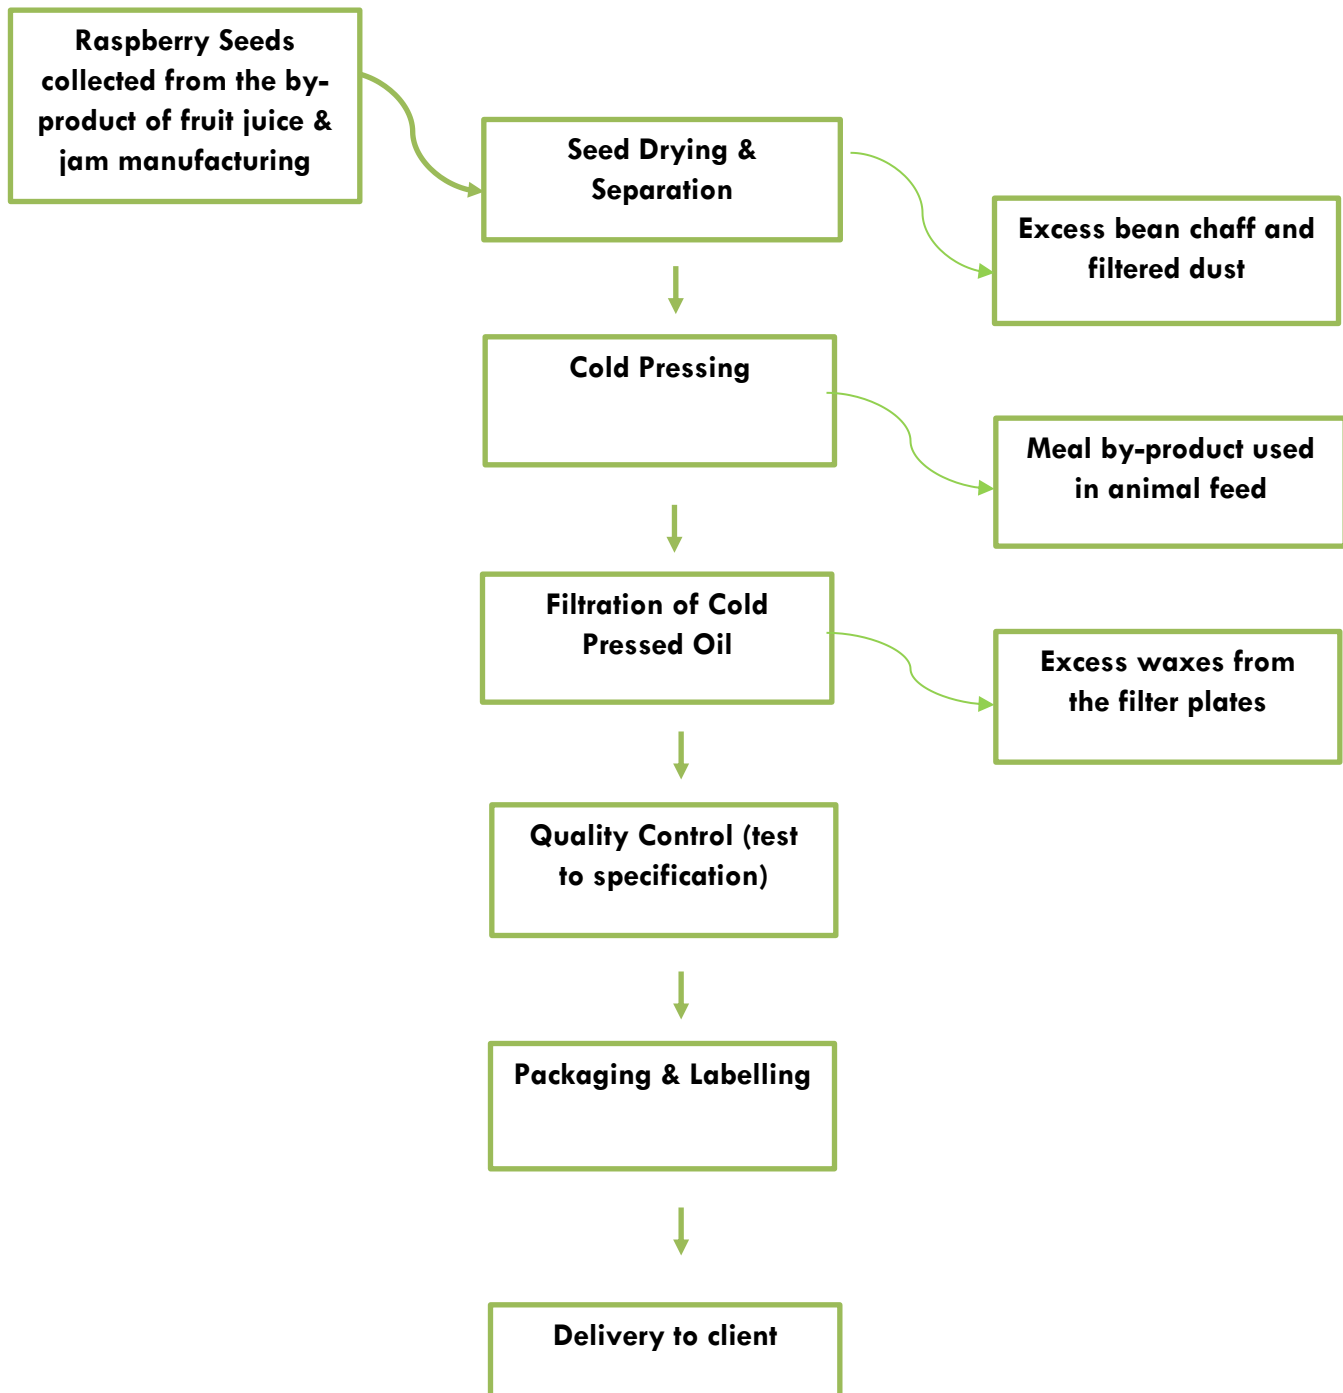 Raspberry Seeds
collected from the by-
product of fruit juice &
jam manufacturing
Seed Drying &
Separation
Excess bean chaff and
filtered dust
Cold Pressing
Meal by-product used
in animal feed
Filtration of Cold
Pressed Oil
Excess waxes from
the filter plates
Quality Control (test
to specification)
Packaging & Labelling
Delivery to client